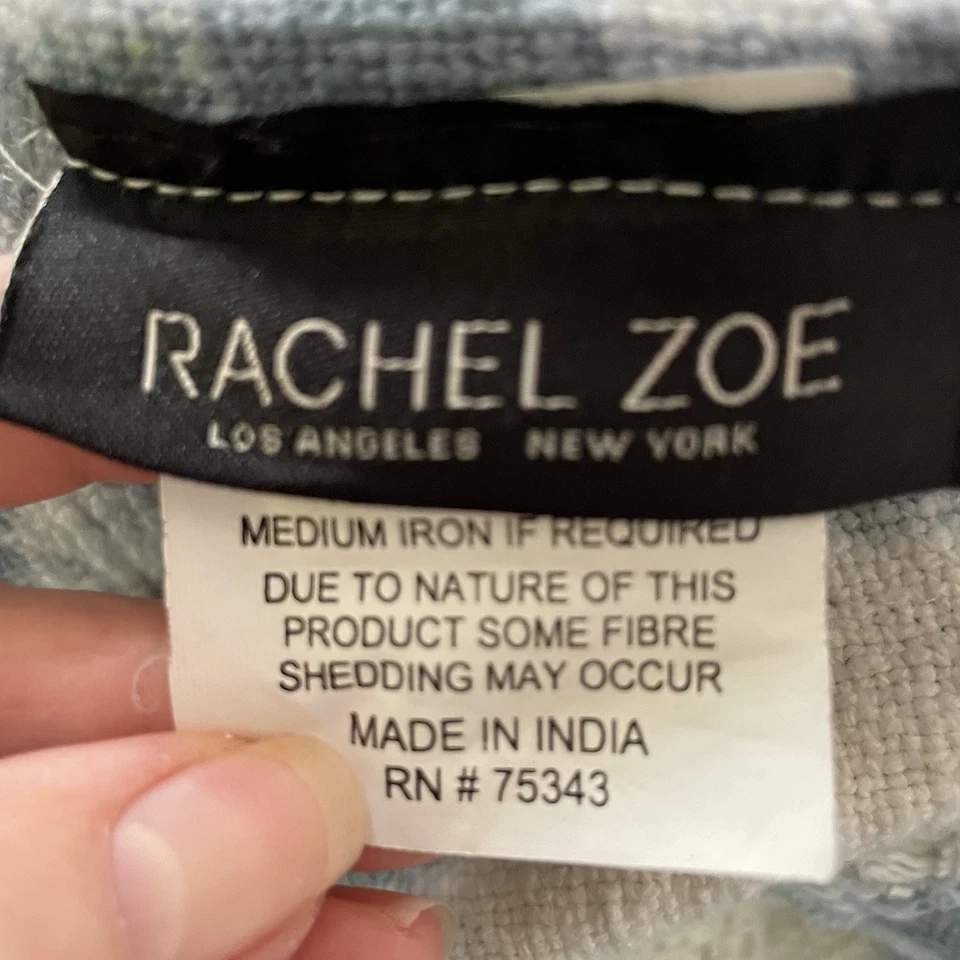 RACHEL ZOE
LOS ANGELES NEW YORK
MEDIUM IRON IF REQUIRED
DUE TO NATURE OF THIS
PRODUCT SOME FIBRE
SHEDDING MAY OCCUR
MADE IN INDIA
RN # 75343